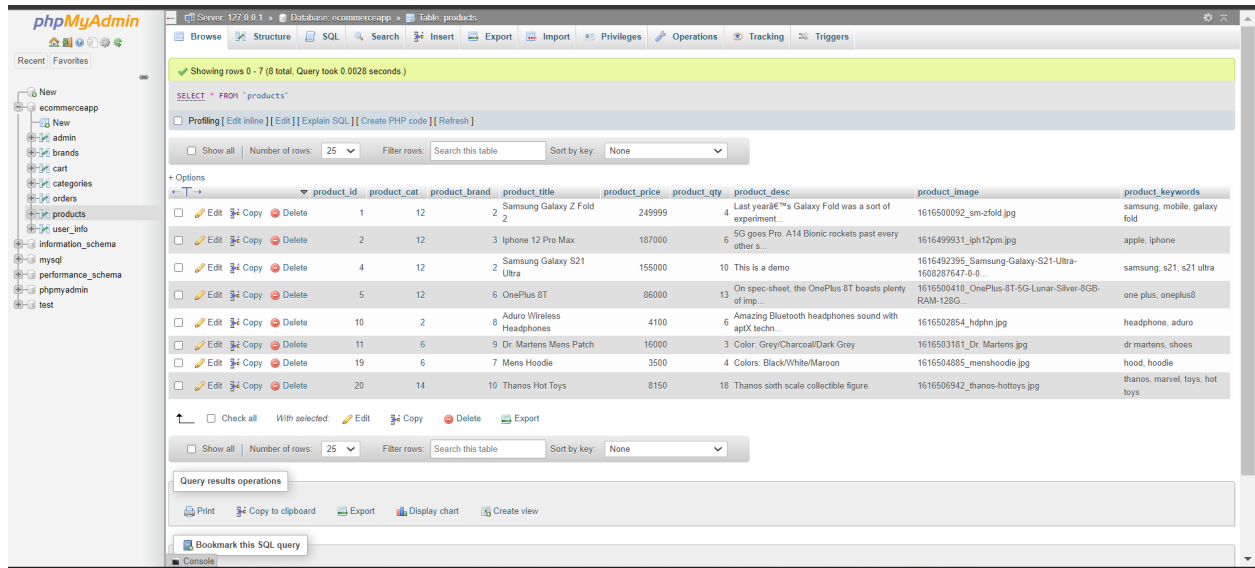 phpMyAdmin
Recent Favorites
New
ecommerceapp
New
admin
brands
cart
categories
orders
products
user_info
information_schema
mysql
performance_schema
phpmyadmin
test
Server: 127.0.0.1 » Database: ecommerceapp » Table: products
Browse Structure SQL Search Insert Export Import Privileges Operations Tracking Triggers
Showing rows 0 - 7 (8 total, Query took 0.0028 seconds.)
SELECT * FROM `products`
Profiling [ Edit inline ] [ Edit ] [ Explain SQL ] [ Create PHP code ] [ Refresh ]
Show all | Number of rows: 25 Filter rows: Search this table Sort by key: None
+ Options
product_id product_cat product_brand product_title product_price product_qty product_desc product_image product_keywords
Edit Copy Delete 1 12 2 Samsung Galaxy Z Fold 2 249999 4 Last yearâ€™s Galaxy Fold was a sort of experiment... 1616500092_sm-zfold.jpg samsung, mobile, galaxy fold
Edit Copy Delete 2 12 3 Iphone 12 Pro Max 187000 6 5G goes Pro. A14 Bionic rockets past every other s... 1616499931_iph12pm.jpg apple, iphone
Edit Copy Delete 4 12 2 Samsung Galaxy S21 Ultra 155000 10 This is a demo 1616492395_Samsung-Galaxy-S21-Ultra-1608287647-0-0... samsung, s21, s21 ultra
Edit Copy Delete 5 12 6 OnePlus 8T 86000 13 On spec-sheet, the OnePlus 8T boasts plenty of imp... 1616500410_OnePlus-8T-5G-Lunar-Silver-8GB-RAM-128G... one plus, oneplus8
Edit Copy Delete 10 2 8 Aduro Wireless Headphones 4100 6 Amazing Bluetooth headphones sound with aptX techn... 1616502854_hdphn.jpg headphone, aduro
Edit Copy Delete 11 6 9 Dr. Martens Mens Patch 16000 3 Color: Grey/Charcoal/Dark Grey 1616503181_Dr. Martens.jpg dr martens, shoes
Edit Copy Delete 19 6 7 Mens Hoodie 3500 4 Colors: Black/White/Maroon 1616504885_menshoodie.jpg hood, hoodie
Edit Copy Delete 20 14 10 Thanos Hot Toys 8150 18 Thanos sixth scale collectible figure. 1616506942_thanos-hottoys.jpg thanos, marvel, toys, hot toys
Check all With selected: Edit Copy Delete Export
Show all | Number of rows: 25 Filter rows: Search this table Sort by key: None
Query results operations
Print Copy to clipboard Export Display chart Create view
Bookmark this SQL query
Console